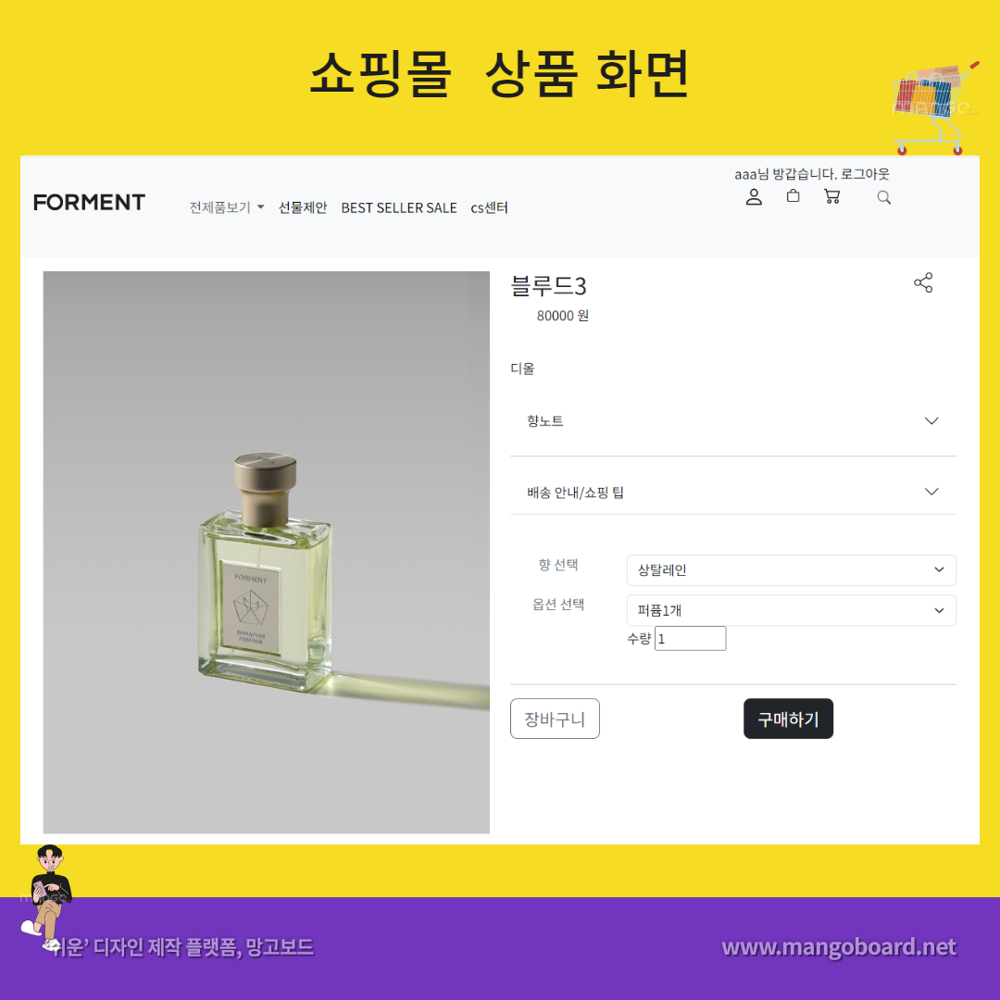 쇼핑몰 상품 화면
mango
aaa님 방갑습니다. 로그아웃
FORMENT
전제품보기 선물제안 BEST SELLER SALE cs센터
블루드3
80000 원
디올
향노트
배송 안내/쇼핑 팁
향 선택 상탈레인
옵션 선택 퍼퓸1개
수량 1
장바구니 구매하기
FORMENT
SIGNATURE
PERFUME
mango
쉬운’ 디자인 제작 플랫폼, 망고보드
www.mangoboard.net